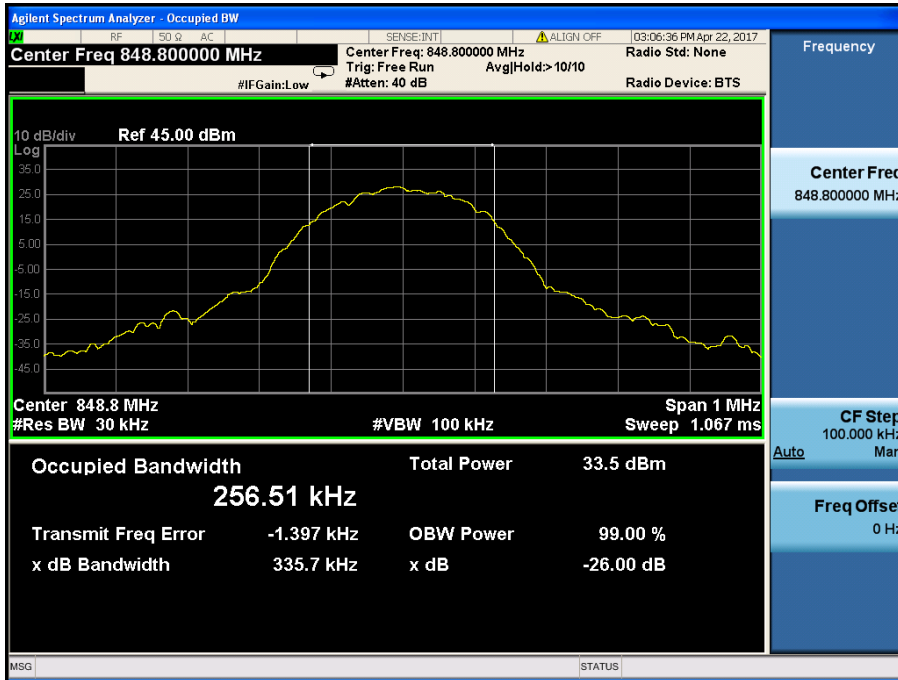 Agilent Spectrum Analyzer - Occupied BW
LXI RF 50 Ω AC SENSE:INT ALIGN OFF 03:06:36 PM Apr 22, 2017
Center Freq 848.800000 MHz
Center Freq: 848.800000 MHz
Radio Std: None
Trig: Free Run Avg|Hold:> 10/10
#IFGain:Low
#Atten: 40 dB
Radio Device: BTS
10 dB/div Ref 45.00 dBm
Log
35.0
25.0
15.0
5.00
-5.00
-15.0
-25.0
-35.0
-45.0
Center 848.8 MHz Span 1 MHz
#Res BW 30 kHz #VBW 100 kHz Sweep 1.067 ms
Occupied Bandwidth Total Power 33.5 dBm
256.51 kHz
Transmit Freq Error -1.397 kHz OBW Power 99.00 %
x dB Bandwidth 335.7 kHz x dB -26.00 dB
MSG STATUS
Frequency
Center Freq
848.800000 MHz
CF Step
100.000 kHz
Auto Man
Freq Offset
0 Hz